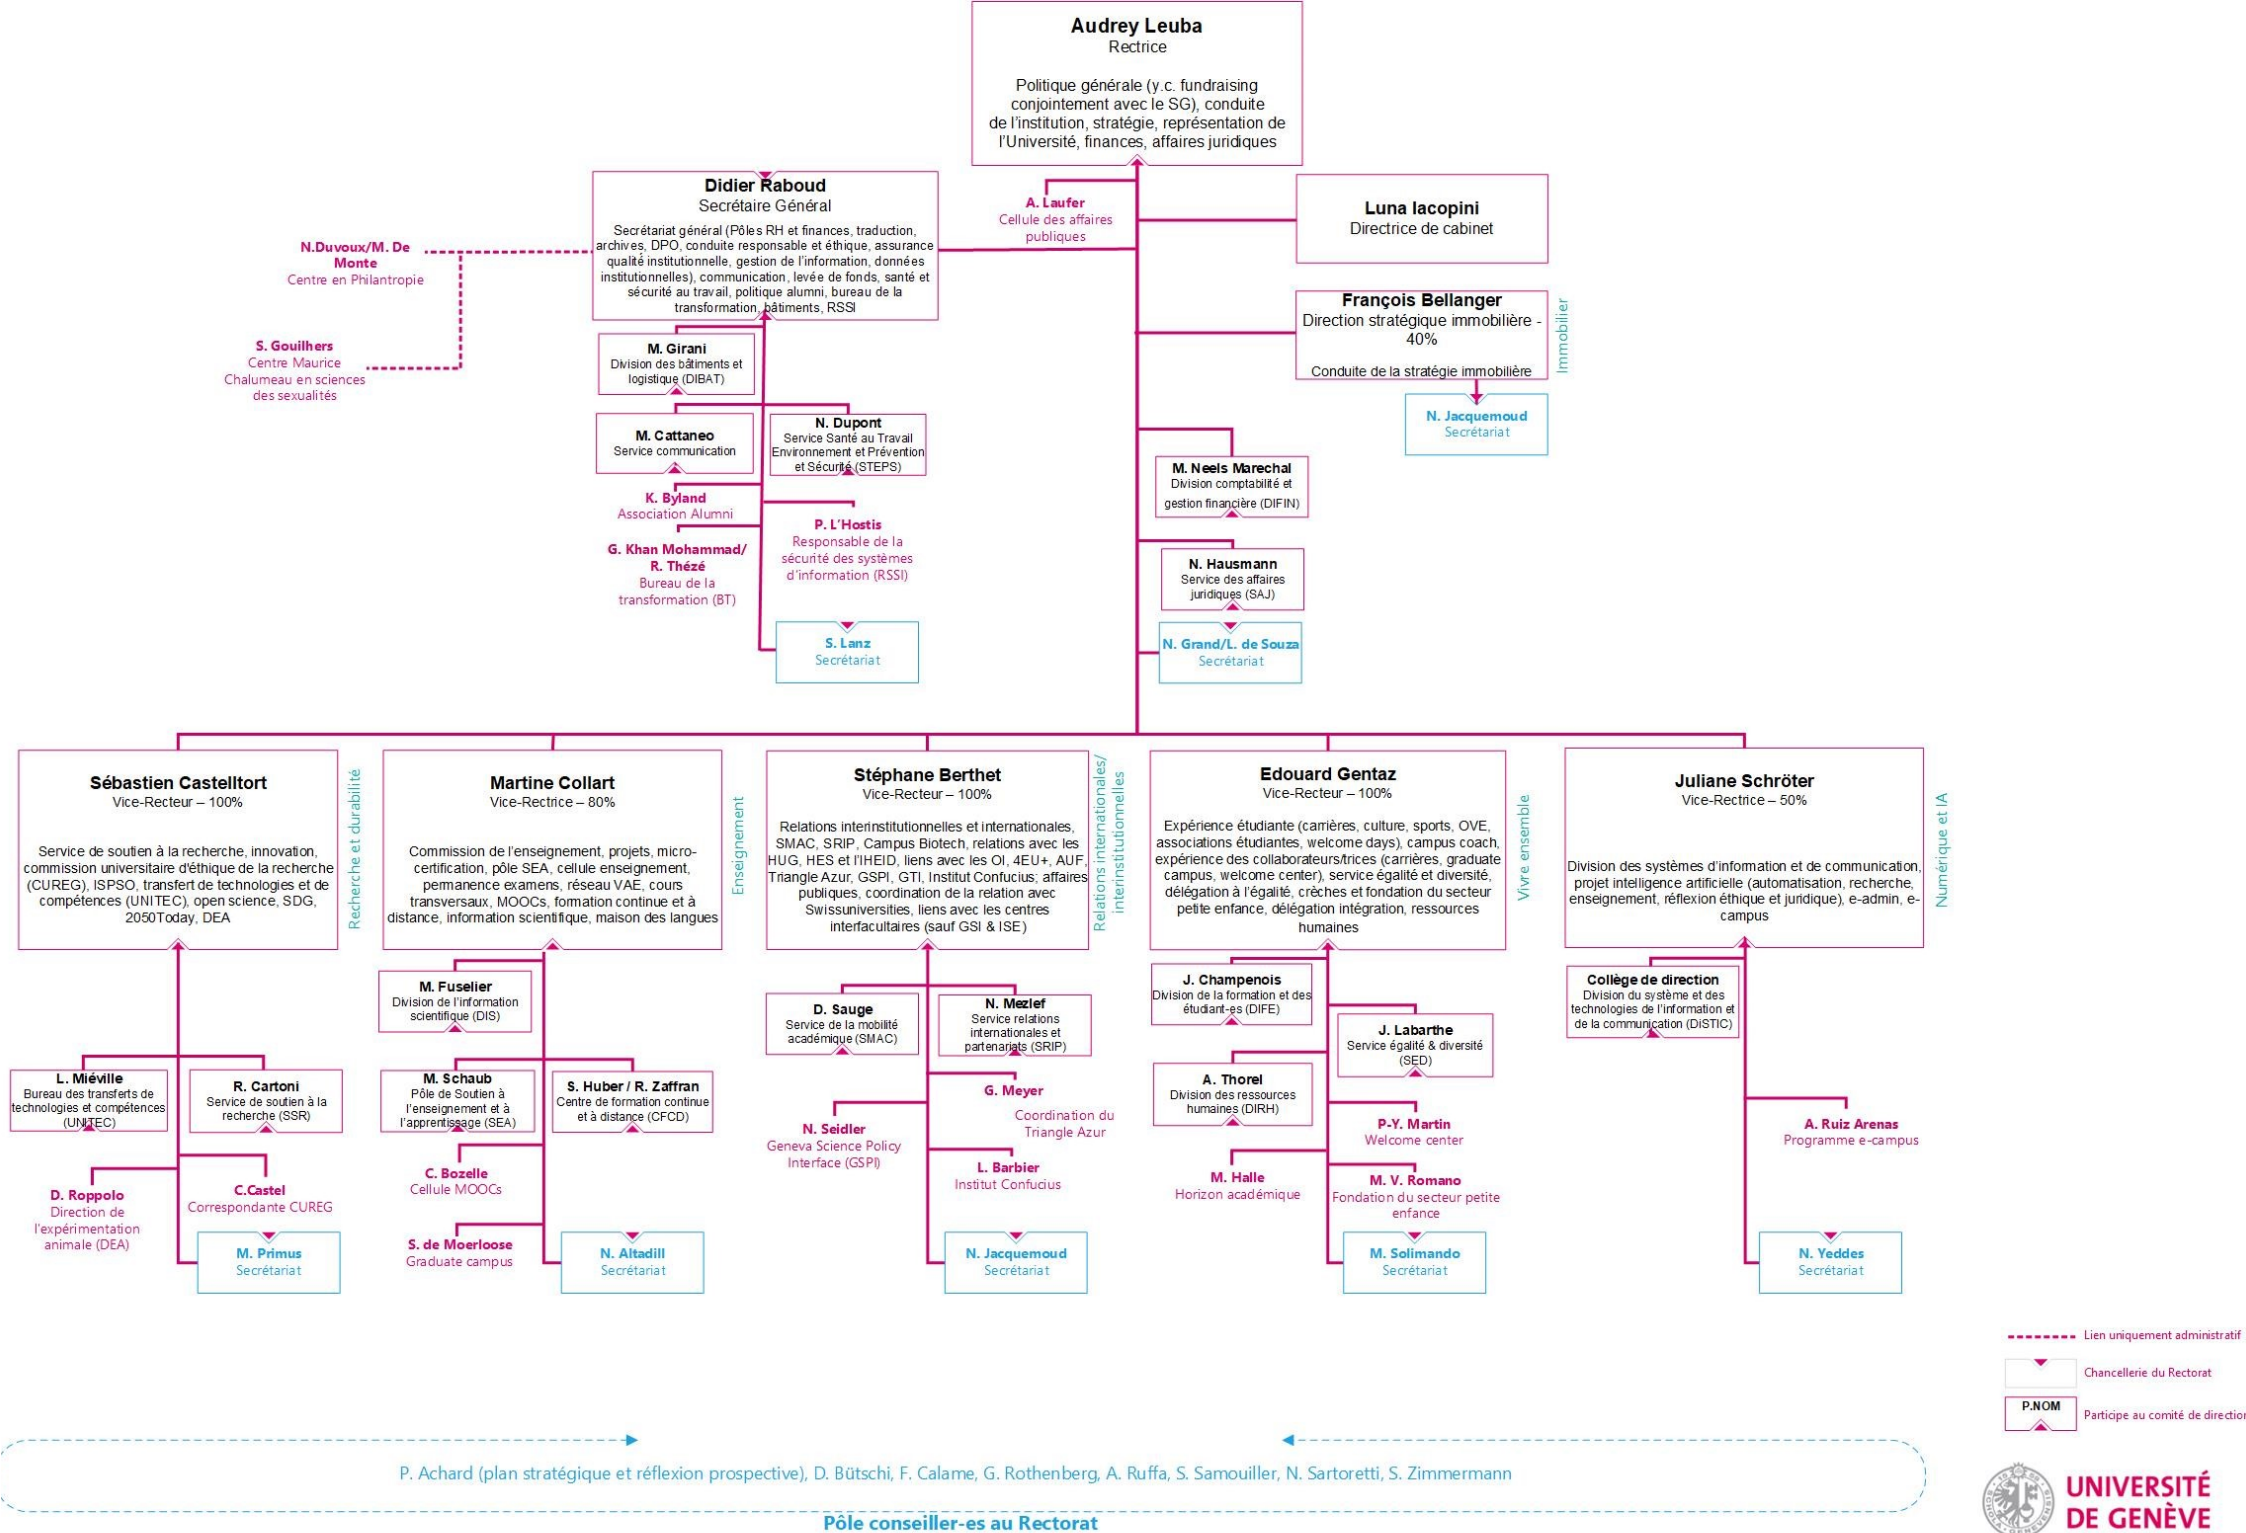 Audrey Leuba
Rectrice
Politique générale (y.c. fundraising
conjointement avec le SG), conduite
de l'institution, stratégie, représentation de
l'Université, finances, affaires juridiques
Didier Raboud
Secrétaire Général
Secrétariat général (Pôles RH et finances, traduction,
archives, DPO, conduite responsable et éthique, assurance
qualité institutionnelle, gestion de l'information, données
institutionnelles), communication, levée de fonds, santé et
sécurité au travail, politique alumni, bureau de la
transformation, bâtiments, RSSI
A. Laufer
Cellule des affaires
publiques
Luna Iacopini
Directrice de cabinet
N.Duvoux/M. De
Monte
Centre en Philantropie
S. Gouilhers
Centre Maurice
Chalumeau en sciences
des sexualités
François Bellanger
Direction stratégique immobilière -
40%
Conduite de la stratégie immobilière
Immobilier
N. Jacquemoud
Secrétariat
M. Girani
Division des bâtiments et
logistique (DIBAT)
M. Cattaneo
Service communication
N. Dupont
Service Santé au Travail
Environnement et Prévention
et Sécurité (STEPS)
K. Byland
Association Alumni
G. Khan Mohammad/
R. Thézé
Bureau de la
transformation (BT)
P. L'Hostis
Responsable de la
sécurité des systèmes
d'information (RSSI)
S. Lanz
Secrétariat
M. Neels Marechal
Division comptabilité et
gestion financière (DIFIN)
N. Hausmann
Service des affaires
juridiques (SAJ)
N. Grand/L. de Souza
Secrétariat
Sébastien Castelltort
Vice-Recteur – 100%
Service de soutien à la recherche, innovation,
commission universitaire d'éthique de la recherche
(CUREG), ISPSO, transfert de technologies et de
compétences (UNITEC), open science, SDG,
2050Today, DEA
Recherche et durabilité
L. Miéville
Bureau des transferts de
technologies et compétences
(UNITEC)
R. Cartoni
Service de soutien à la
recherche (SSR)
D. Roppolo
Direction de
l'expérimentation
animale (DEA)
C.Castel
Correspondante CUREG
M. Primus
Secrétariat
Martine Collart
Vice-Rectrice – 80%
Commission de l'enseignement, projets, micro-
certification, pôle SEA, cellule enseignement,
permanence examens, réseau VAE, cours
transversaux, MOOCs, formation continue et à
distance, information scientifique, maison des langues
Enseignement
M. Fuselier
Division de l'information
scientifique (DIS)
M. Schaub
Pôle de Soutien à
l'enseignement et à
l'apprentissage (SEA)
S. Huber / R. Zaffran
Centre de formation continue
et à distance (CFCD)
C. Bozelle
Cellule MOOCs
S. de Moerloose
Graduate campus
N. Altadill
Secrétariat
Stéphane Berthet
Vice-Recteur – 100%
Relations interinstitutionnelles et internationales,
SMAC, SRIP, Campus Biotech, relations avec les
HUG, HES et l'IHEID, liens avec les OI, 4EU+, AUF,
Triangle Azur, GSPI, GTI, Institut Confucius; affaires
publiques, coordination de la relation avec
Swissuniversities, liens avec les centres
interfacultaires (sauf GSI & ISE)
Relations internationales/
interinstitutionnelles
D. Sauge
Service de la mobilité
académique (SMAC)
N. Mezlef
Service relations
internationales et
partenariats (SRIP)
G. Meyer
Coordination du
Triangle Azur
N. Seidler
Geneva Science Policy
Interface (GSPI)
L. Barbier
Institut Confucius
N. Jacquemoud
Secrétariat
Edouard Gentaz
Vice-Recteur – 100%
Expérience étudiante (carrières, culture, sports, OVE,
associations étudiantes, welcome days), campus coach,
expérience des collaborateurs/trices (carrières, graduate
campus, welcome center), service égalité et diversité,
délégation à l'égalité, crèches et fondation du secteur
petite enfance, délégation intégration, ressources
humaines
Vivre ensemble
J. Champenois
Division de la formation et des
étudiant-es (DIFE)
J. Labarthe
Service égalité & diversité
(SED)
A. Thorel
Division des ressources
humaines (DIRH)
P-Y. Martin
Welcome center
M. Halle
Horizon académique
M. V. Romano
Fondation du secteur petite
enfance
M. Solimando
Secrétariat
Juliane Schröter
Vice-Rectrice – 50%
Division des systèmes d'information et de communication,
projet intelligence artificielle (automatisation, recherche,
enseignement, réflexion éthique et juridique), e-admin, e-
campus
Numérique et IA
Collège de direction
Division du système et des
technologies de l'information et
de la communication (DiSTIC)
A. Ruiz Arenas
Programme e-campus
N. Yeddes
Secrétariat
Lien uniquement administratif
Chancellerie du Rectorat
P.NOM
Participe au comité de direction
P. Achard (plan stratégique et réflexion prospective), D. Bütschi, F. Calame, G. Rothenberg, A. Ruffa, S. Samouiller, N. Sartoretti, S. Zimmermann
Pôle conseiller-es au Rectorat
UNIVERSITÉ
DE GENÈVE